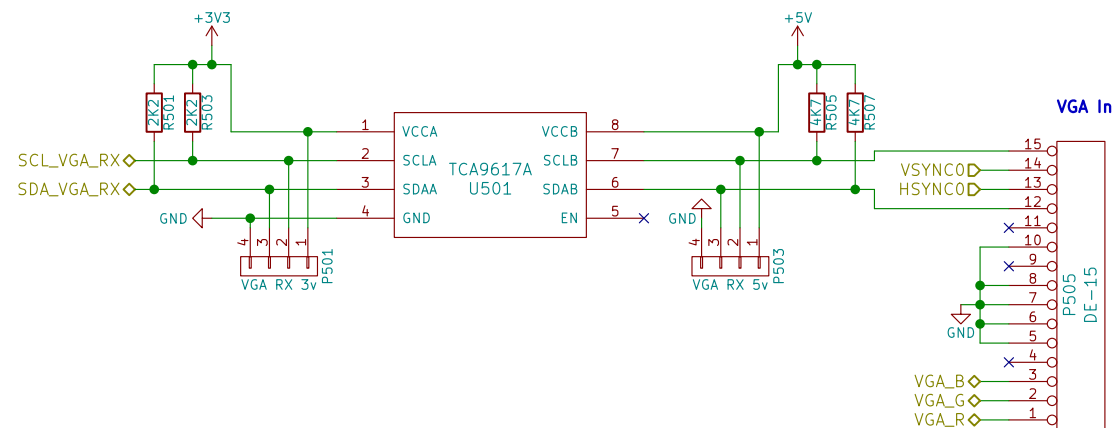 +3V3
+5V
2K2
R501
2K2
R503
4K7
R505
4K7
R507
VGA In
1
VCCA
VCCB
8
SCL_VGA_RX
2
SCLA
TCA9617A
SCLB
7
SDA_VGA_RX
3
SDAA
U501
SDAB
6
GND
4
GND
EN
5
GND
4
3
2
1
P501
VGA RX 3v
4
3
2
1
P503
VGA RX 5v
15
VSYNCO
14
HSYNCO
13
12
11
10
9
8
7
GND
6
5
4
VGA_B
3
VGA_G
2
VGA_R
1
P505
DE-15